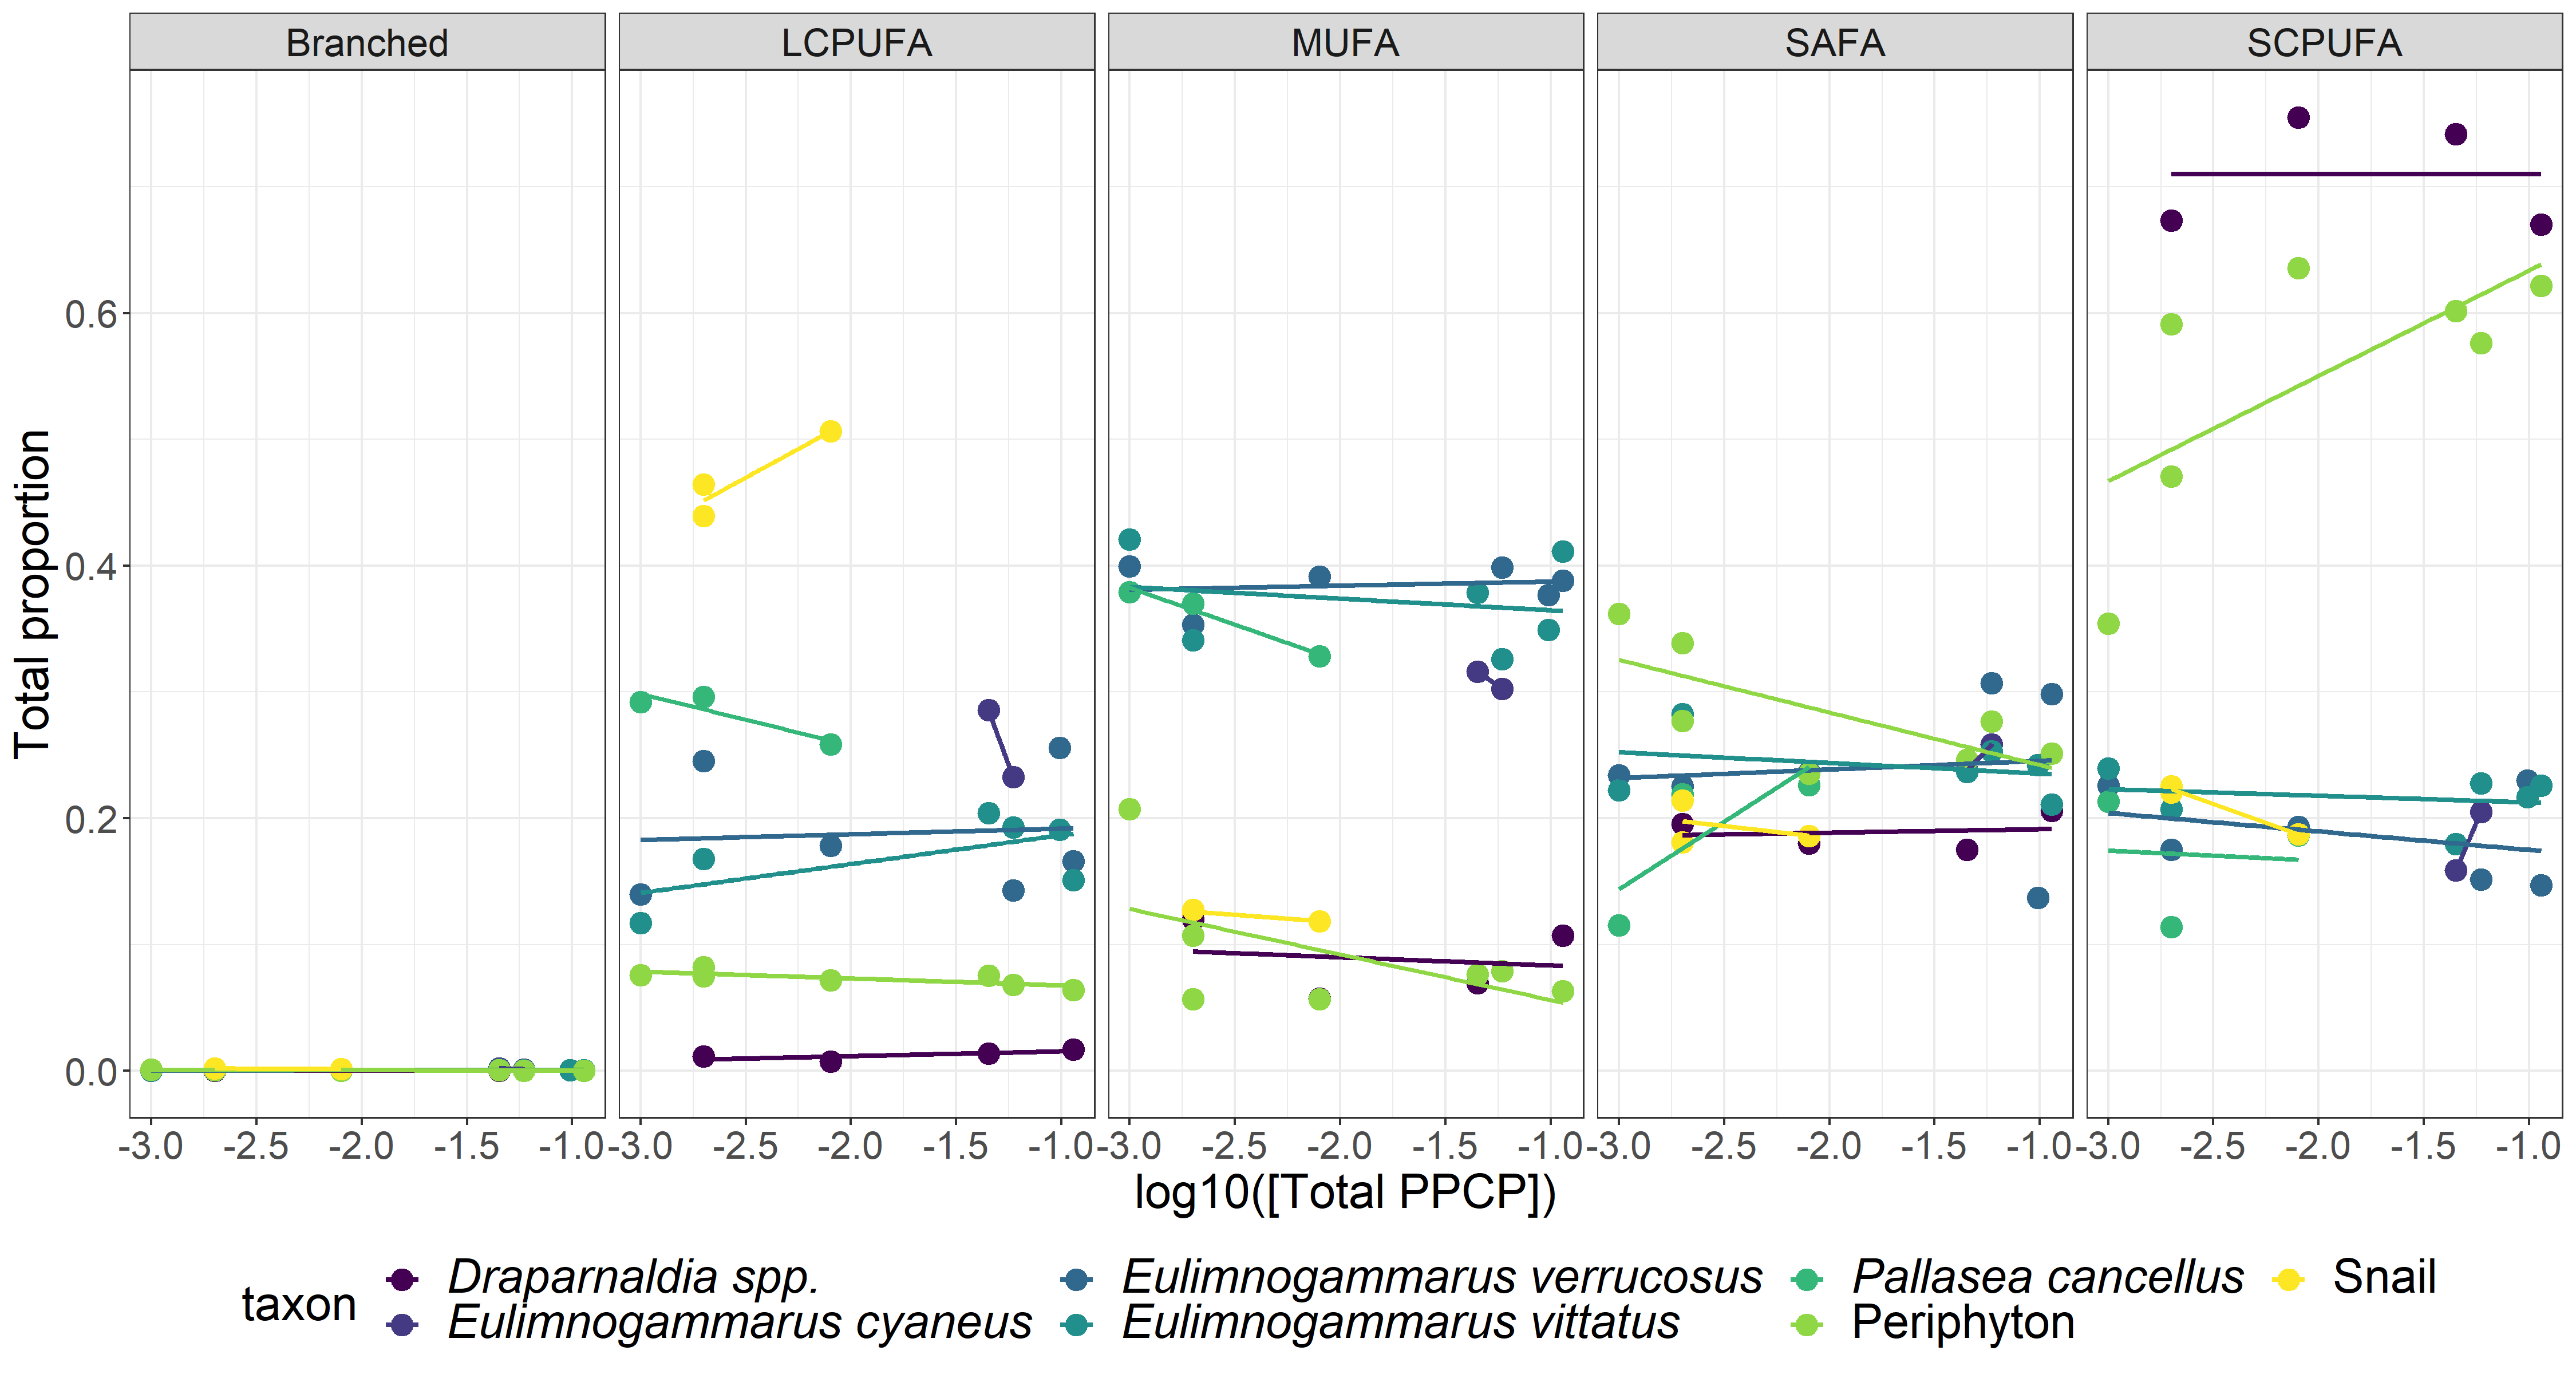 Branched LCPUFA MUFA SAFA SCPUFA
Total proportion
0.6
0.4
0.2
0.0
-3.0 -2.5 -2.0 -1.5 -1.0 -3.0 -2.5 -2.0 -1.5 -1.0 -3.0 -2.5 -2.0 -1.5 -1.0 -3.0 -2.5 -2.0 -1.5 -1.0 -3.0 -2.5 -2.0 -1.5 -1.0
log10([Total PPCP])
taxon
Draparnaldia spp. Eulimnogammarus verrucosus Pallasea cancellus Snail
Eulimnogammarus cyaneus Eulimnogammarus vittatus Periphyton